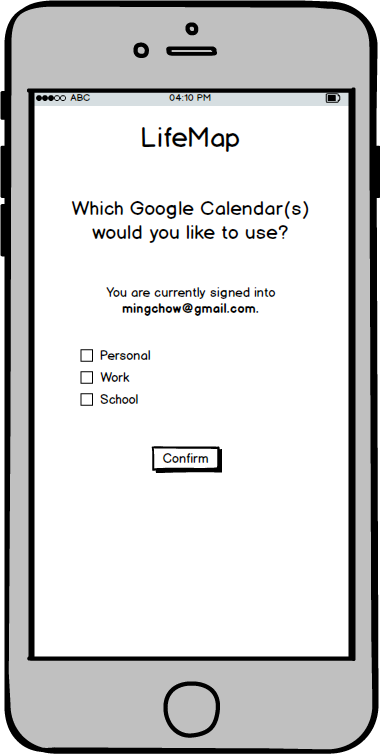 ABC 04:10 PM
LifeMap
Which Google Calendar(s)
would you like to use?
You are currently signed into
mingchow@gmail.com.
Personal
Work
School
Confirm